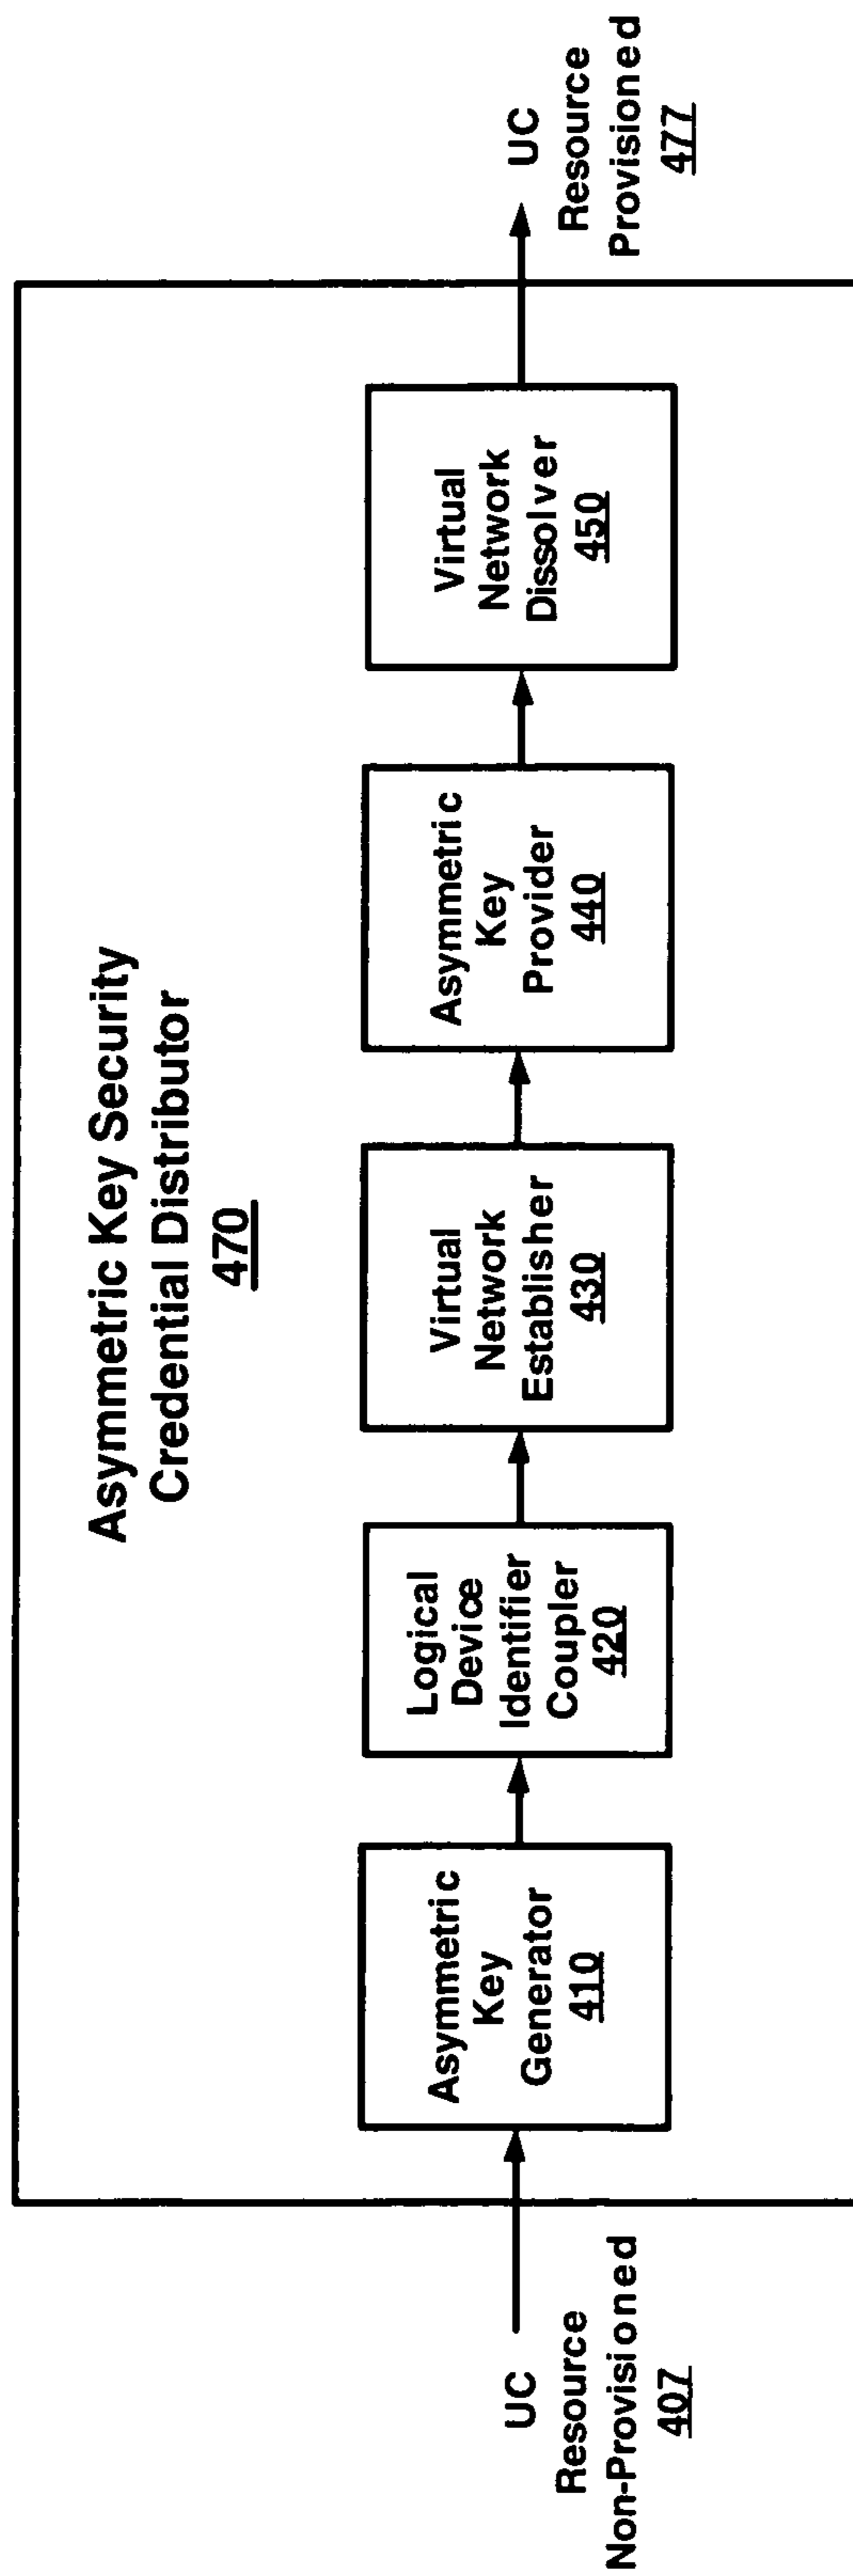 Asymmetric Key Security
Credential Distributor
470
UC
Resource
Non-Provisioned
407
Asymmetric
Key
Generator
410
Logical
Device
Identifier
Coupler
420
Virtual
Network
Establisher
430
Asymmetric
Key
Provider
440
Virtual
Network
Dissolver
450
UC
Resource
Provisioned
477